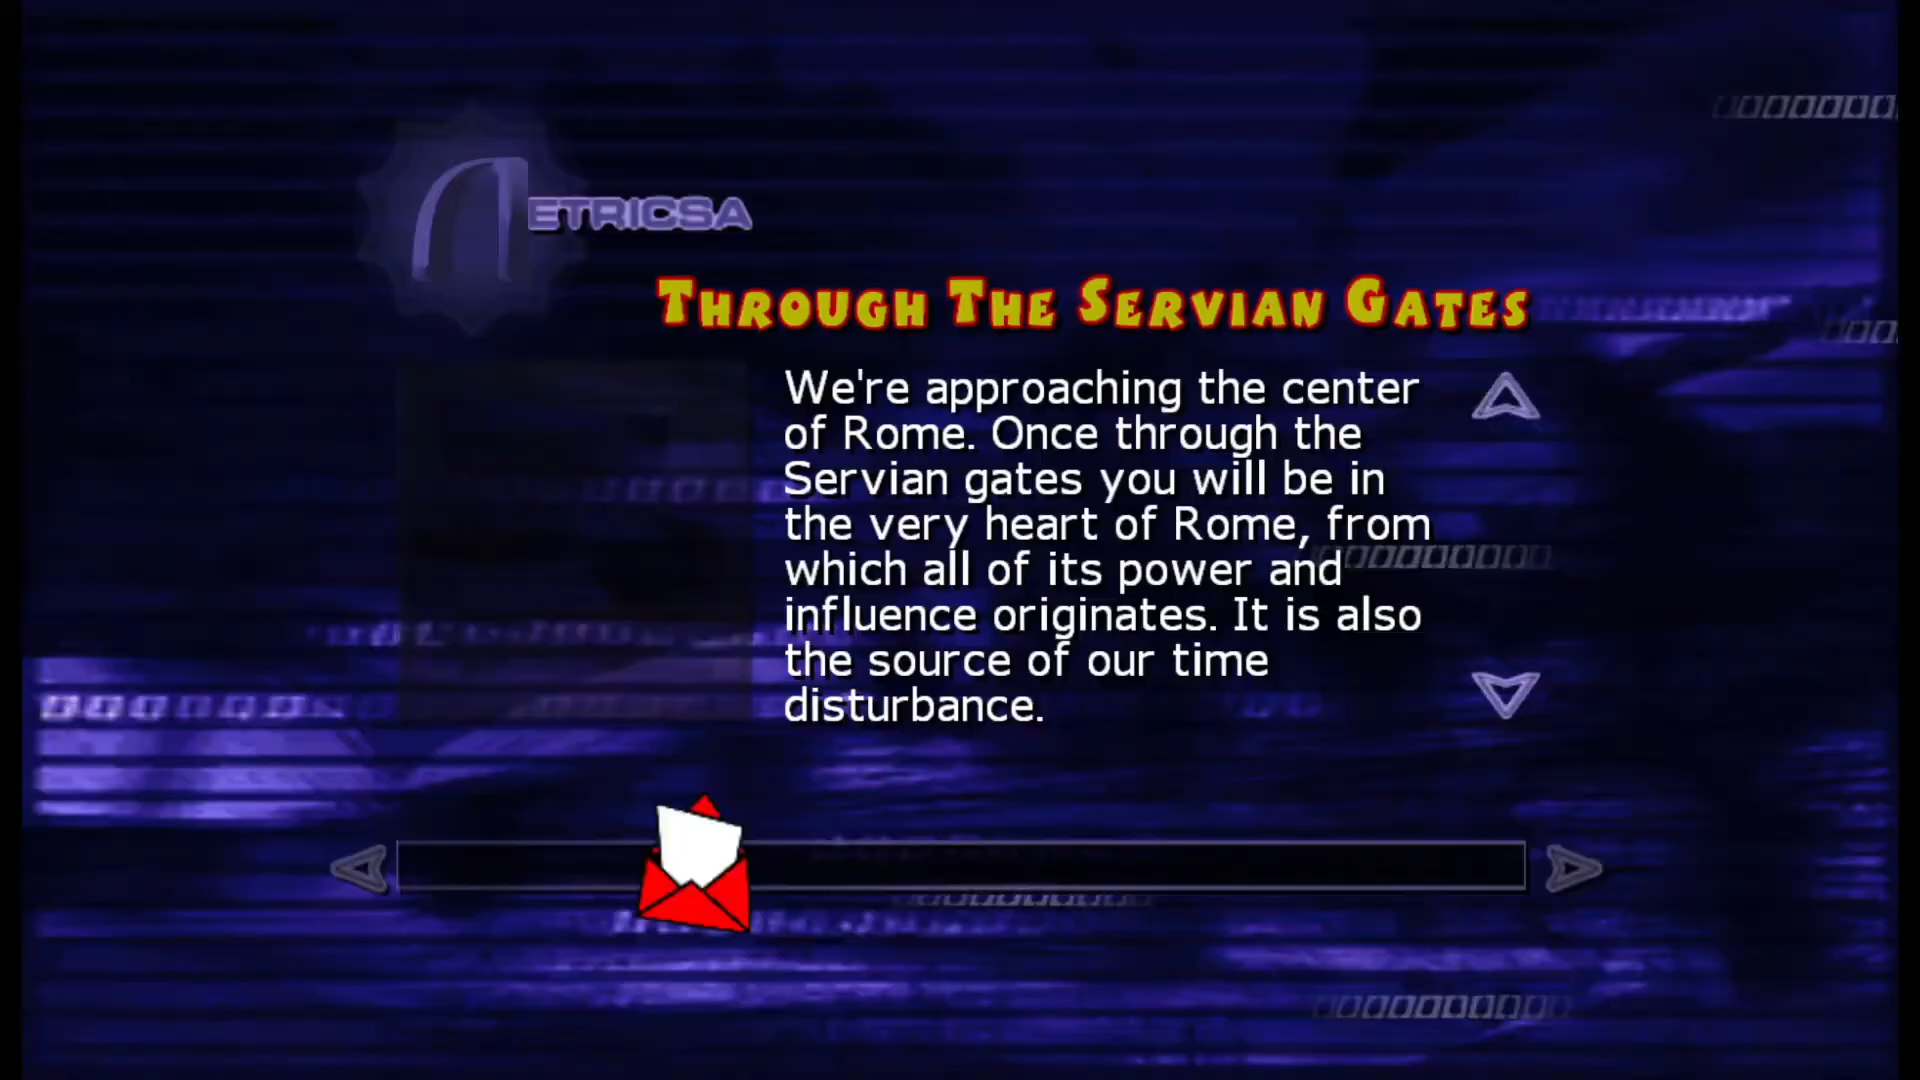 ETRICSA
Through The Servian Gates
We're approaching the center
of Rome. Once through the
Servian gates you will be in
the very heart of Rome, from
which all of its power and
influence originates. It is also
the source of our time
disturbance.